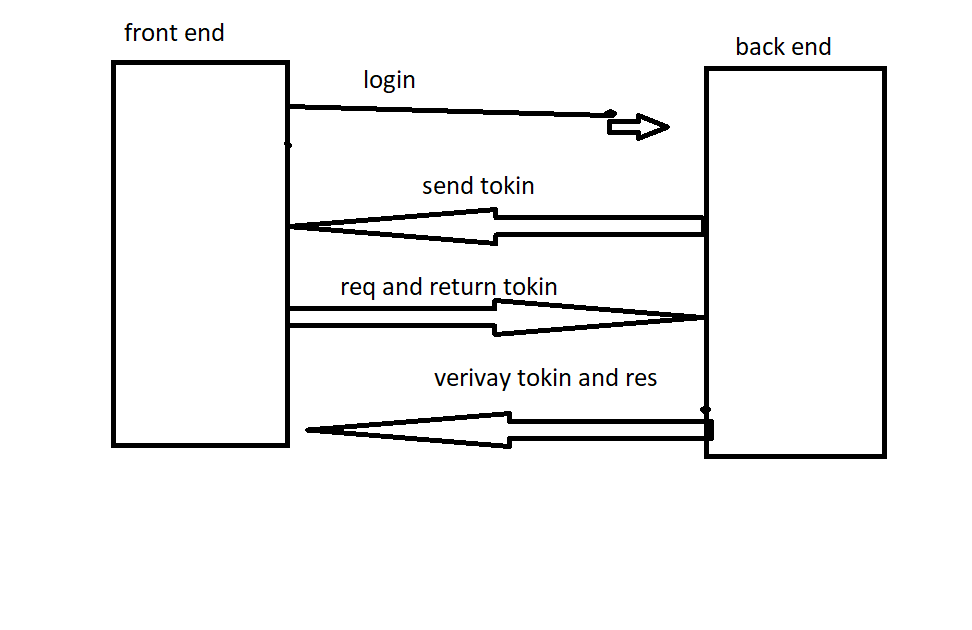 front end
back end
login
send tokin
req and return tokin
verivay tokin and res